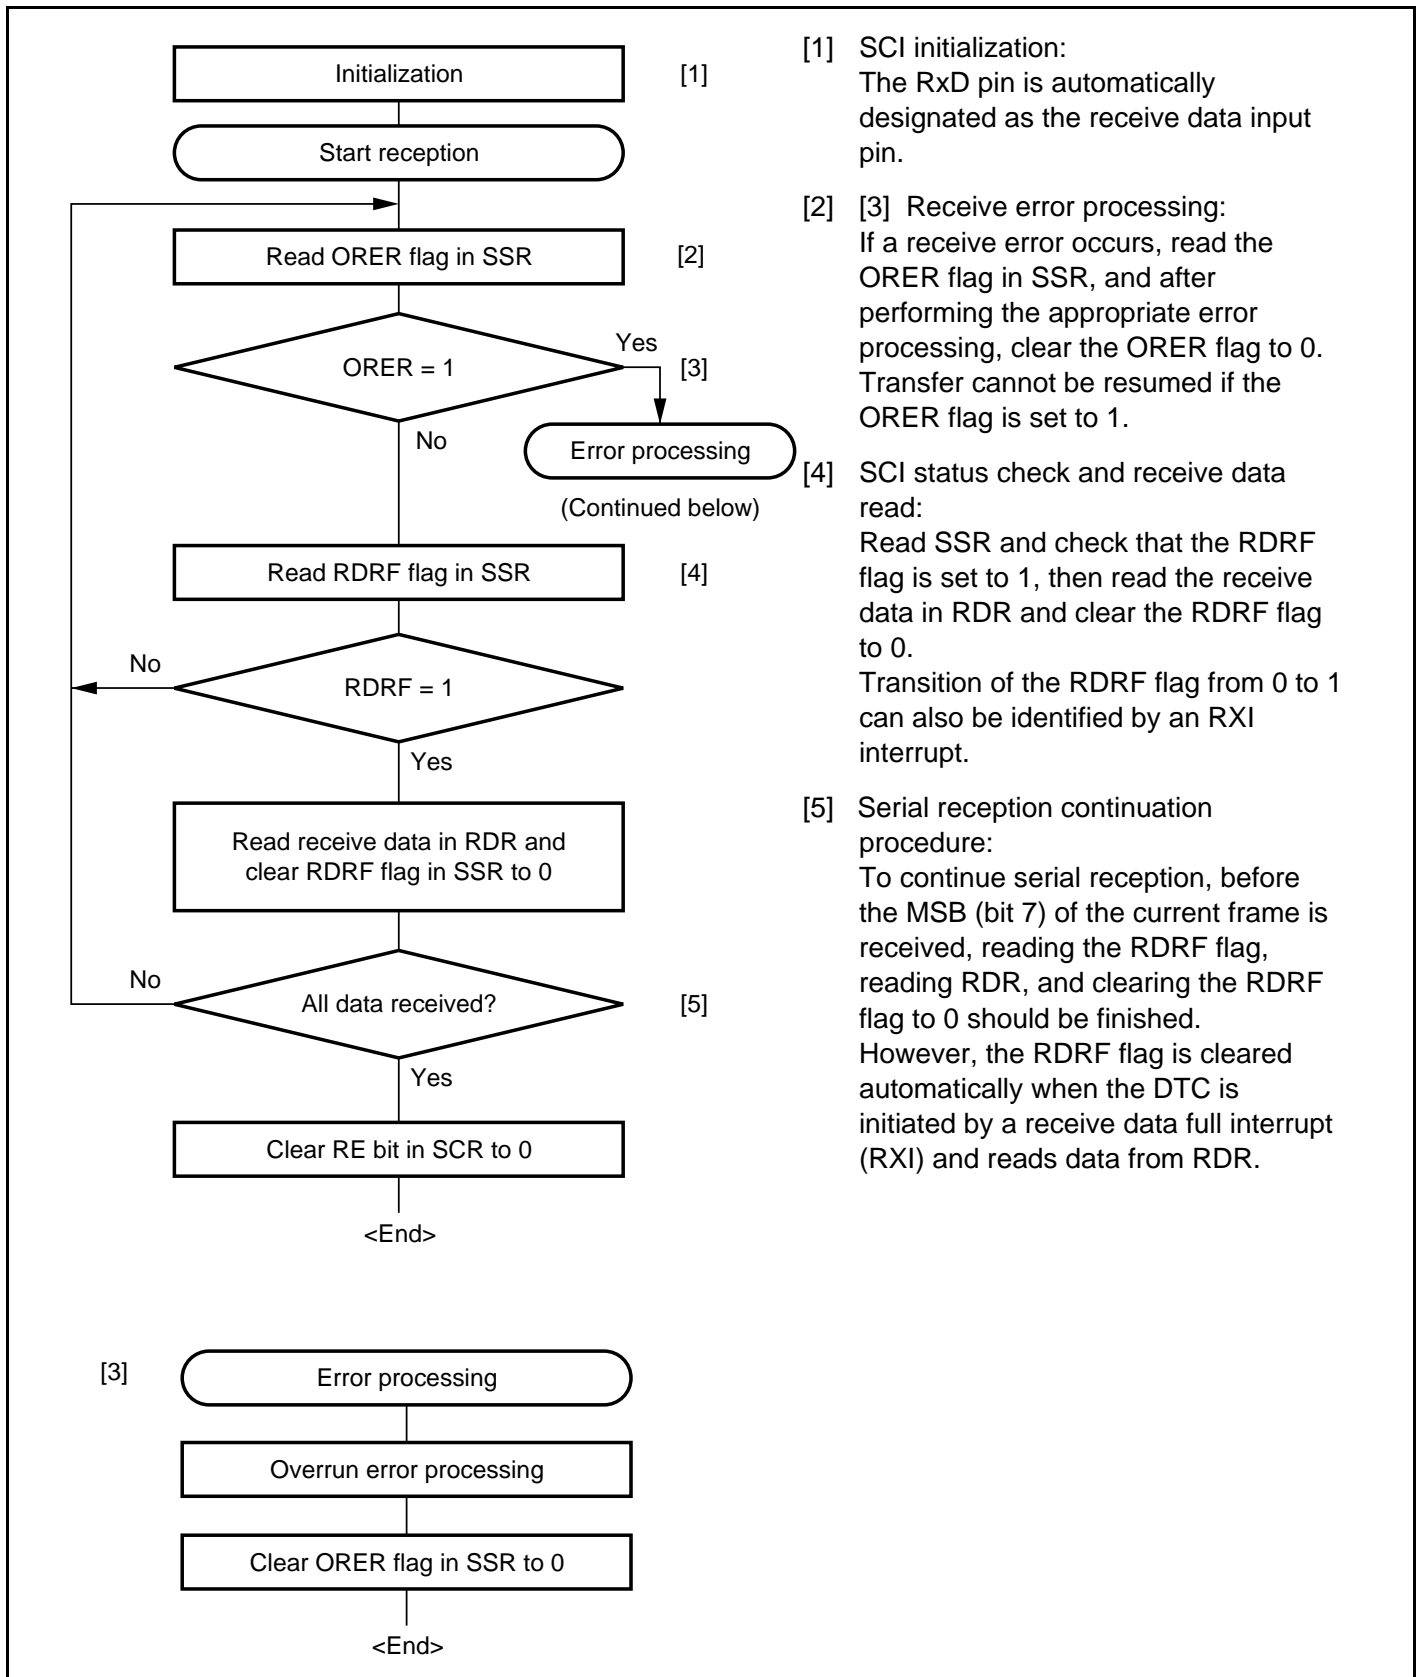 Initialization
[1]
Start reception
Read ORER flag in SSR
[2]
ORER = 1
Yes
[3]
No
Error processing
(Continued below)
Read RDRF flag in SSR
[4]
No
RDRF = 1
Yes
Read receive data in RDR and
clear RDRF flag in SSR to 0
No
All data received?
[5]
Yes
Clear RE bit in SCR to 0
<End>
[3]
Error processing
Overrun error processing
Clear ORER flag in SSR to 0
<End>
[1] SCI initialization:
The RxD pin is automatically
designated as the receive data input
pin.
[2] [3] Receive error processing:
If a receive error occurs, read the
ORER flag in SSR, and after
performing the appropriate error
processing, clear the ORER flag to 0.
Transfer cannot be resumed if the
ORER flag is set to 1.
[4] SCI status check and receive data
read:
Read SSR and check that the RDRF
flag is set to 1, then read the receive
data in RDR and clear the RDRF flag
to 0.
Transition of the RDRF flag from 0 to 1
can also be identified by an RXI
interrupt.
[5] Serial reception continuation
procedure:
To continue serial reception, before
the MSB (bit 7) of the current frame is
received, reading the RDRF flag,
reading RDR, and clearing the RDRF
flag to 0 should be finished.
However, the RDRF flag is cleared
automatically when the DTC is
initiated by a receive data full interrupt
(RXI) and reads data from RDR.